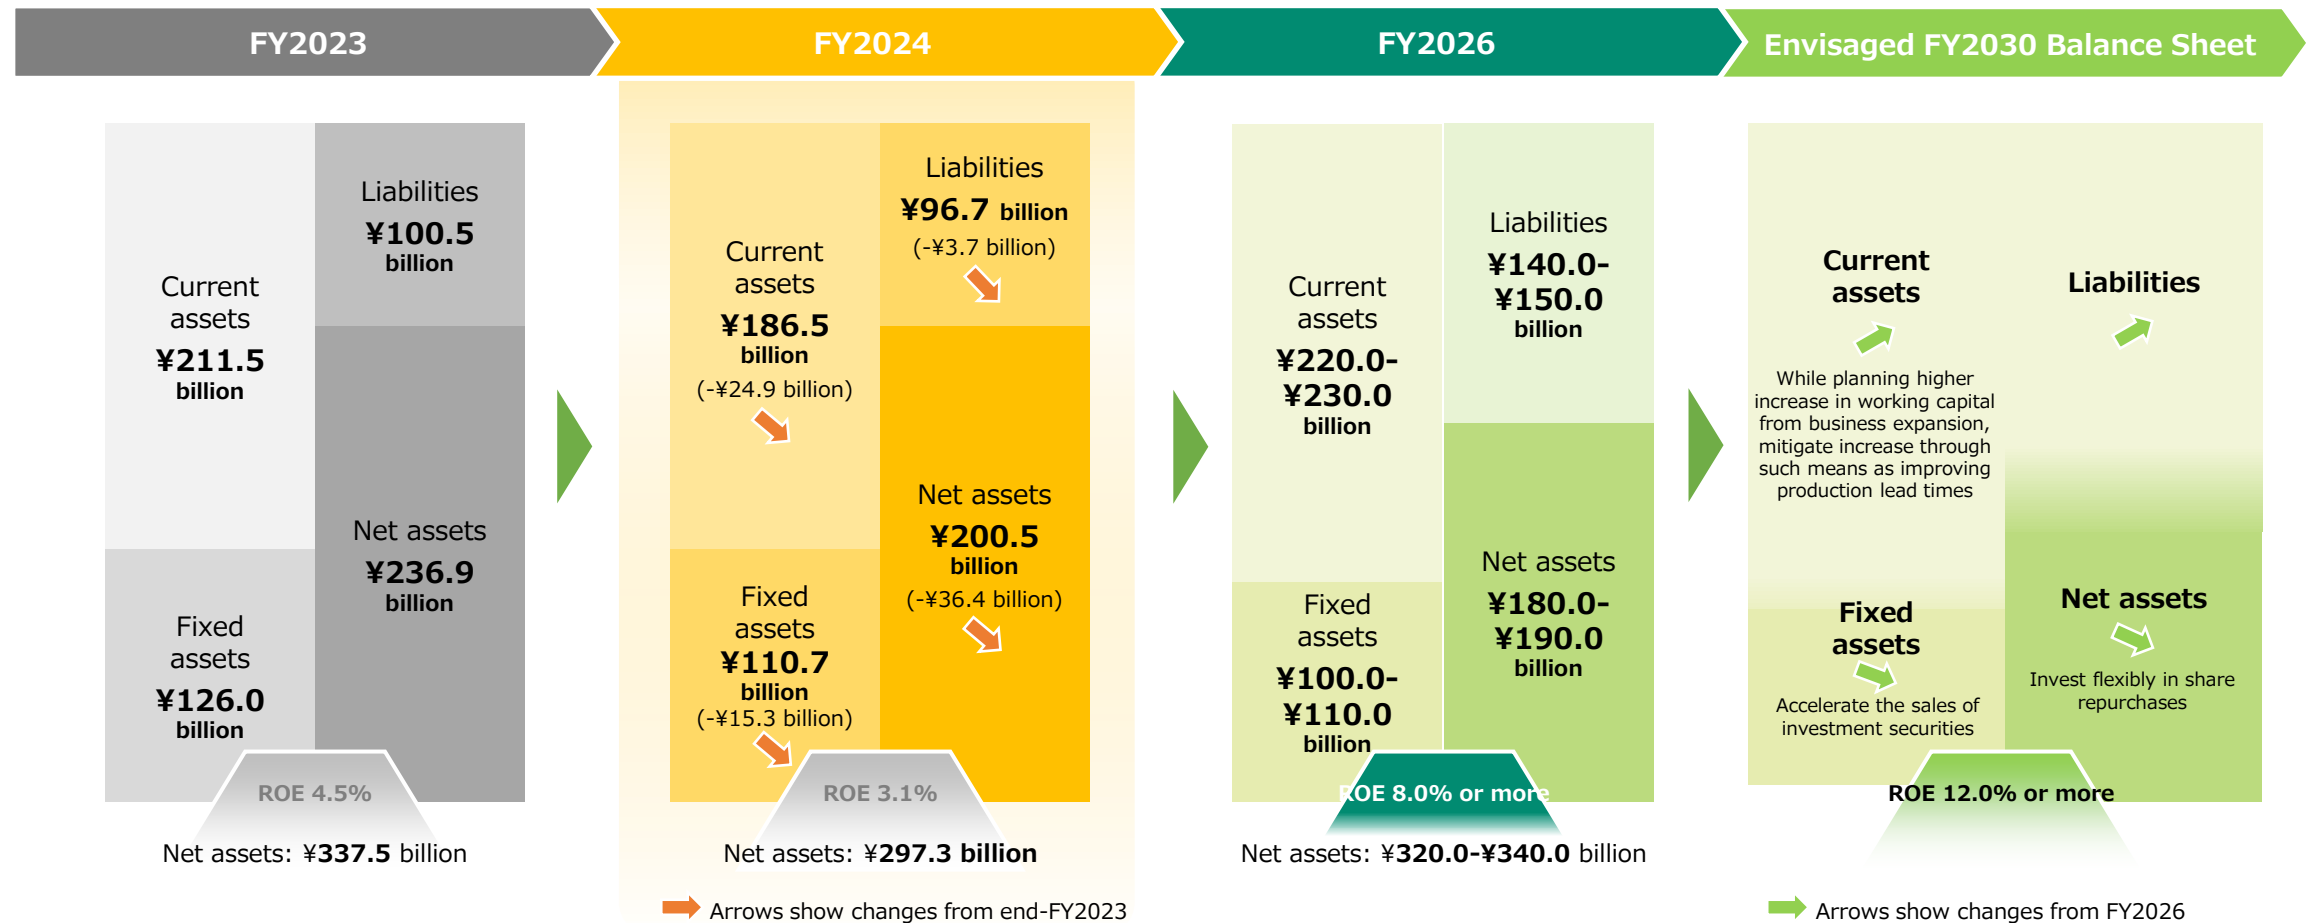 FY2023
FY2024
FY2026
Envisaged FY2030 Balance Sheet
Current
assets
¥211.5
billion
Fixed
assets
¥126.0
billion
Liabilities
¥100.5
billion
Net assets
¥236.9
billion
ROE 4.5%
Net assets: ¥337.5 billion
Current
assets
¥186.5
billion
(-¥24.9 billion)
Fixed
assets
¥110.7
billion
(-¥15.3 billion)
Liabilities
¥96.7 billion
(-¥3.7 billion)
Net assets
¥200.5
billion
(-¥36.4 billion)
ROE 3.1%
Net assets: ¥297.3 billion
Arrows show changes from end-FY2023
Current
assets
¥220.0-
¥230.0
billion
Fixed
assets
¥100.0-
¥110.0
billion
Liabilities
¥140.0-
¥150.0
billion
Net assets
¥180.0-
¥190.0
billion
ROE 8.0% or more
Net assets: ¥320.0-¥340.0 billion
Current
assets
While planning higher
increase in working capital
from business expansion,
mitigate increase through
such means as improving
production lead times
Fixed
assets
Accelerate the sales of
investment securities
Liabilities
Net assets
Invest flexibly in share
repurchases
ROE 12.0% or more
Arrows show changes from FY2026